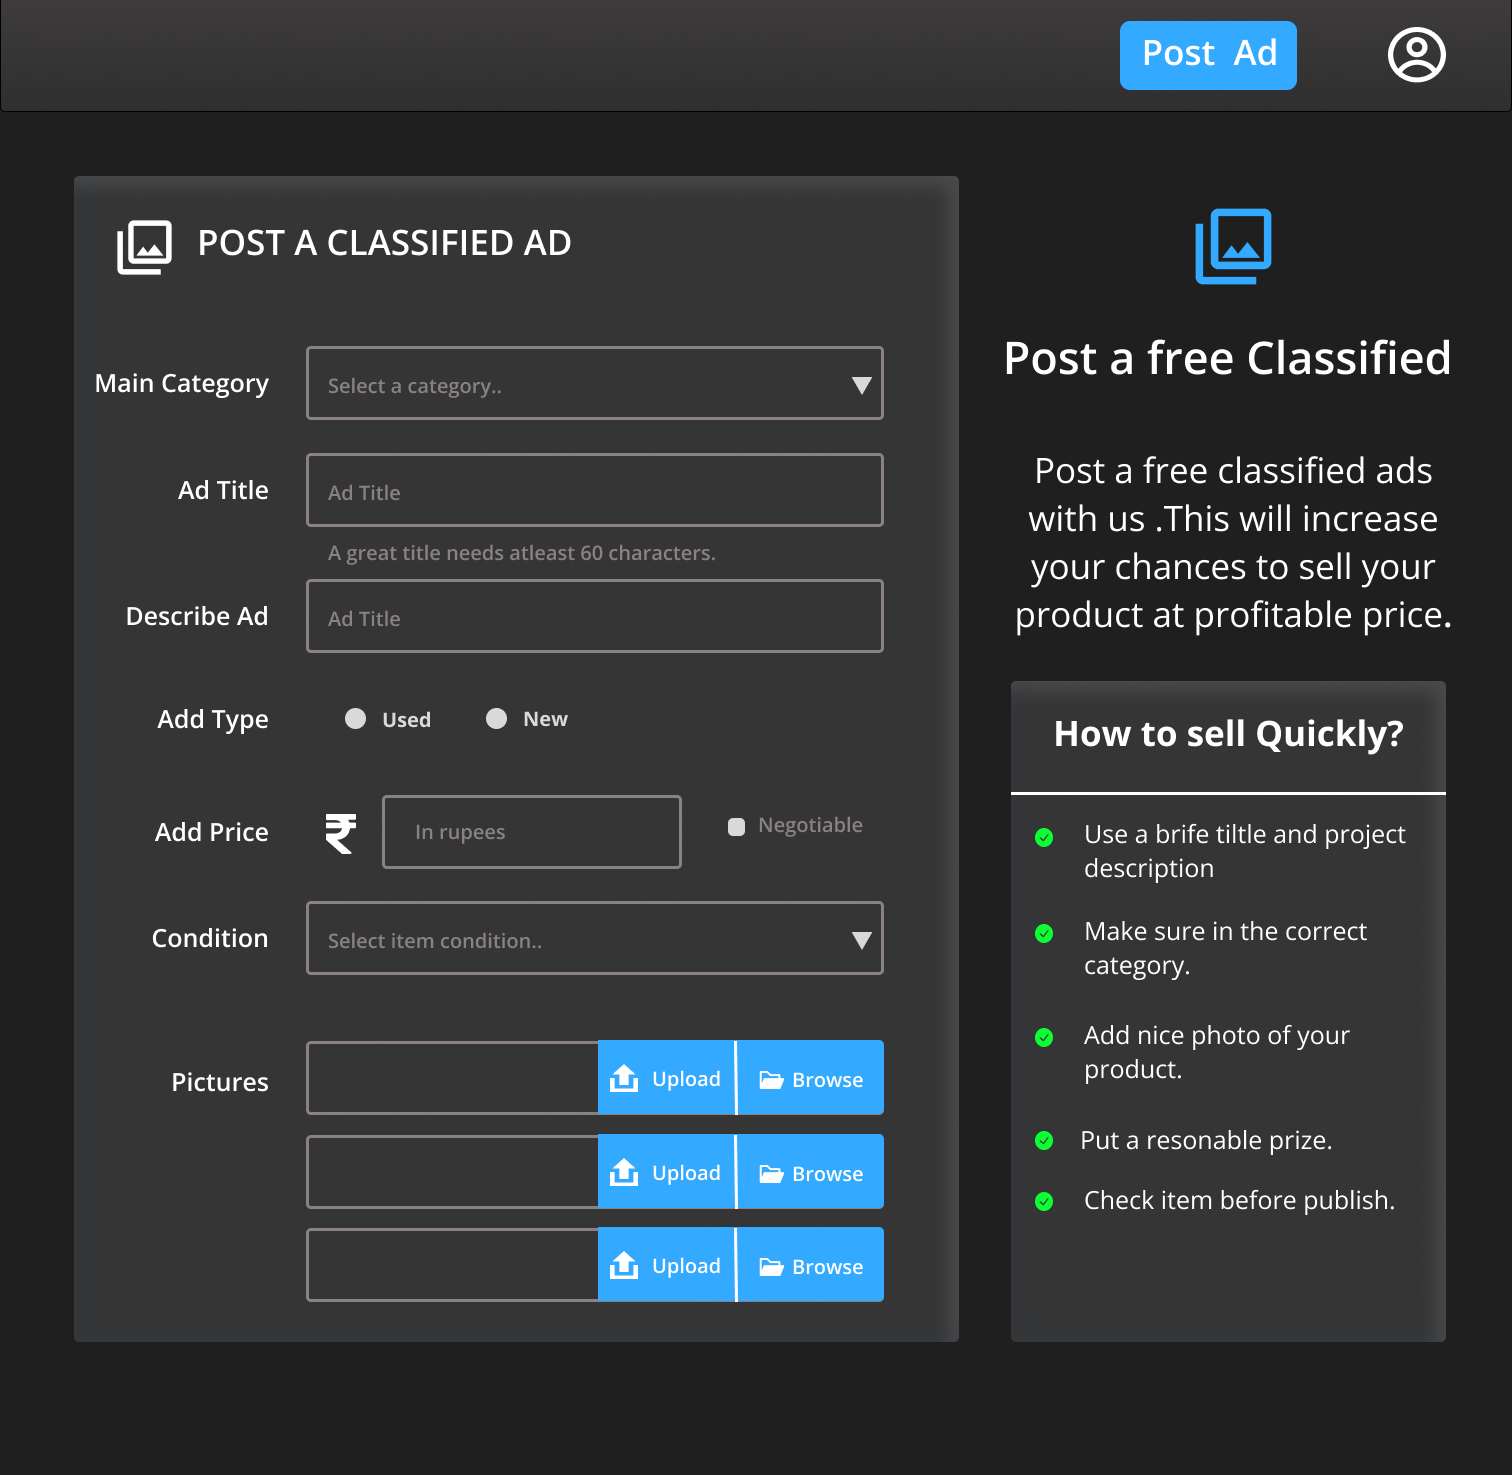 Post Ad
POST A CLASSIFIED AD
Main Category
Select a category..
Ad Title
Ad Title
A great title needs atleast 60 characters.
Describe Ad
Ad Title
Add Type
Used
New
Add Price
₹
In rupees
Negotiable
Condition
Select item condition..
Pictures
Upload
Browse
Upload
Browse
Upload
Browse
Post a free Classified
Post a free classified ads
with us .This will increase
your chances to sell your
product at profitable price.
How to sell Quickly?
Use a brife tiltle and project
description
Make sure in the correct
category.
Add nice photo of your
product.
Put a resonable prize.
Check item before publish.